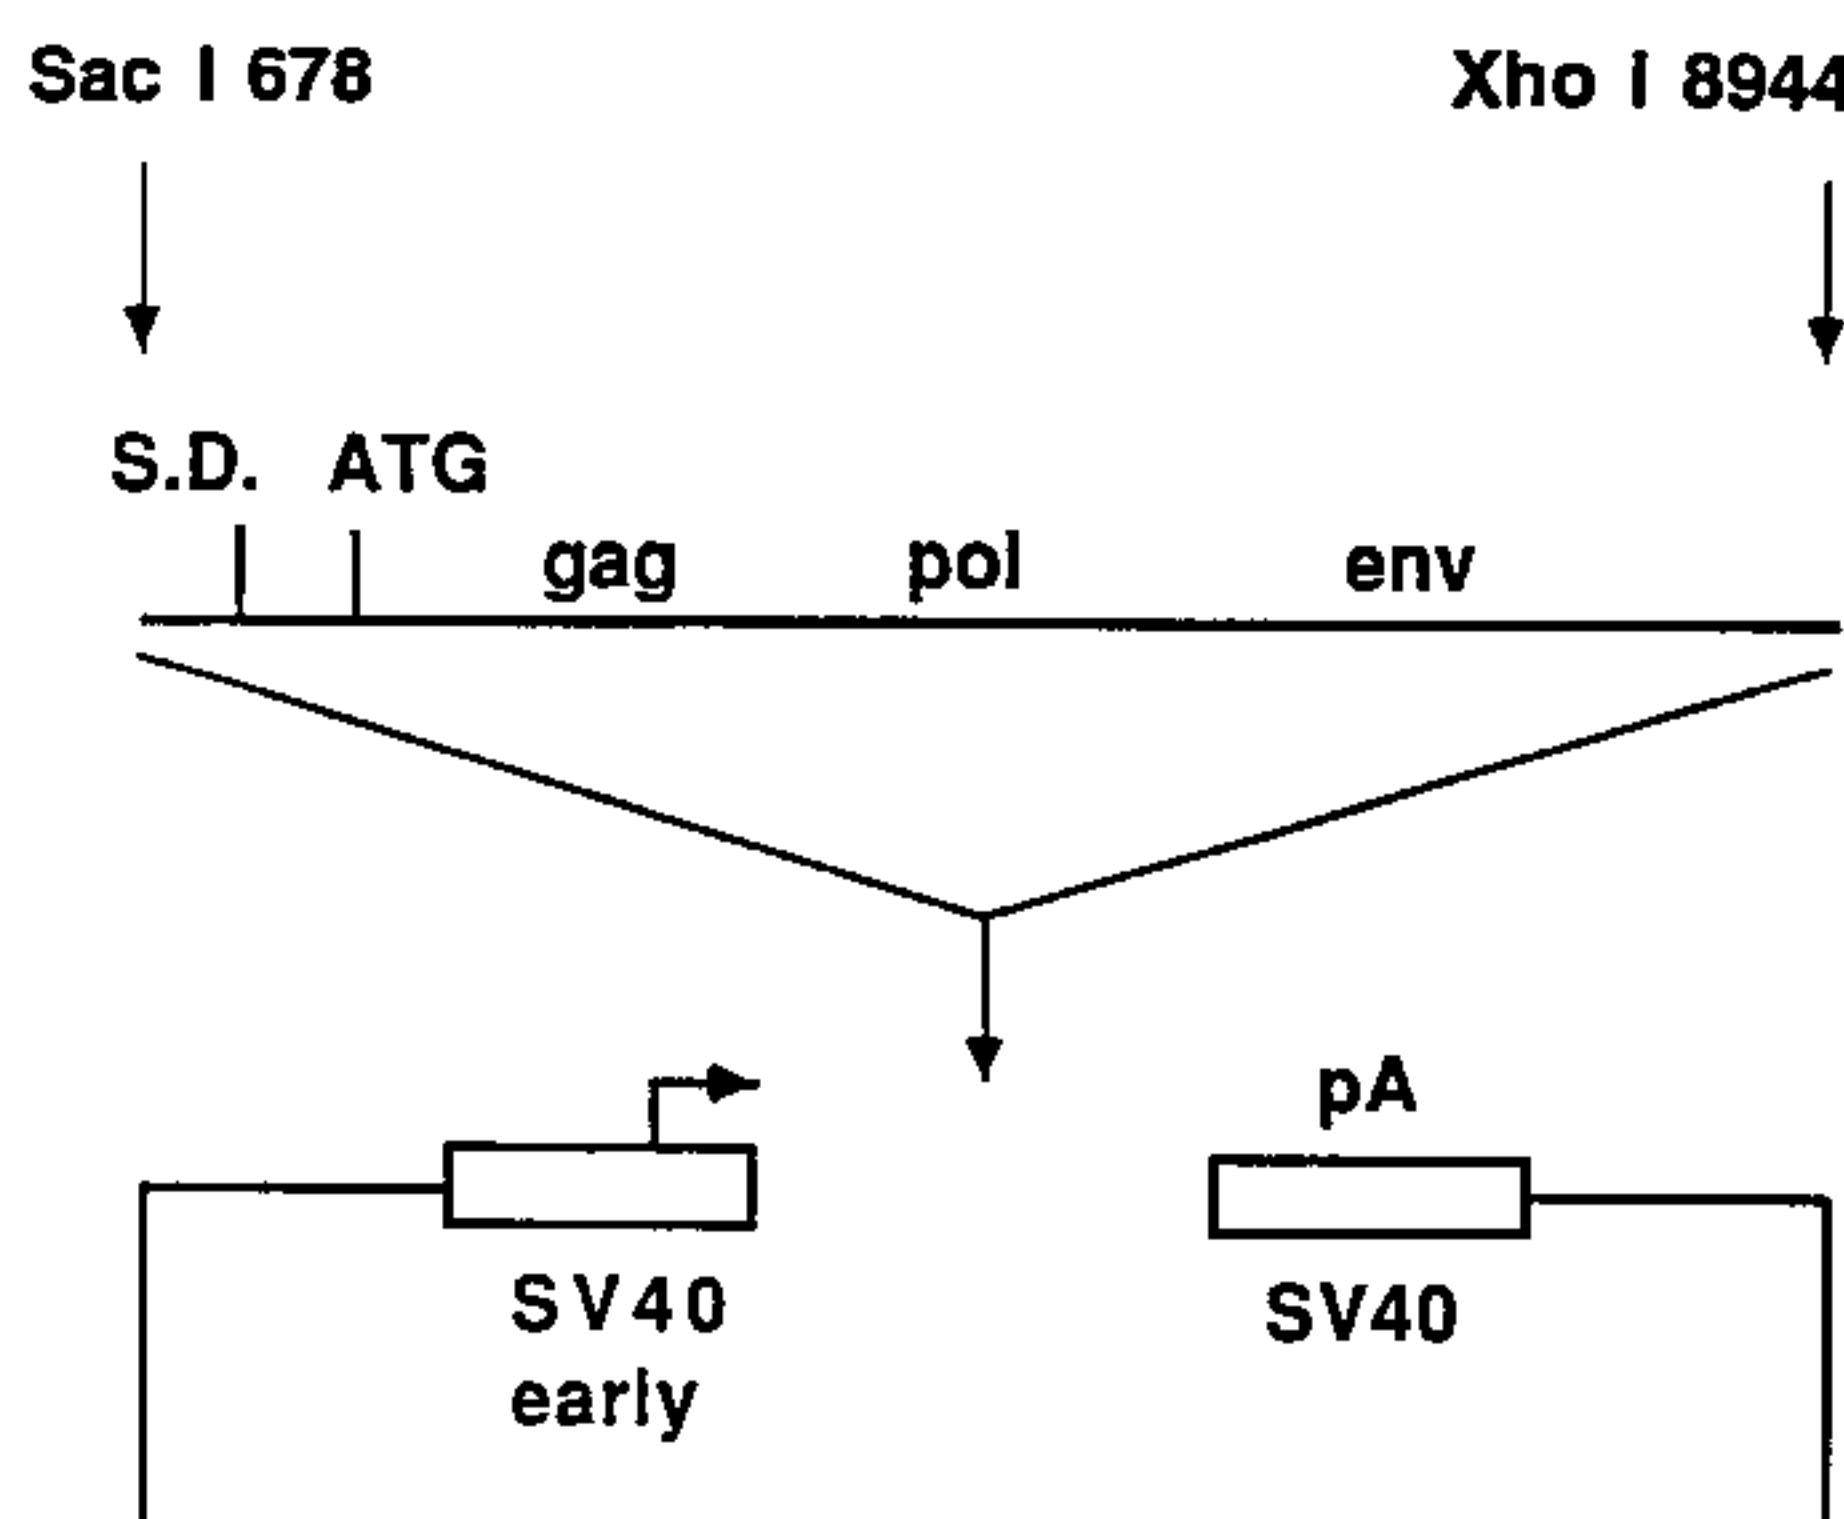 Sac I 678
Xho I 8944
S.D. ATG
gag pol env
pA
SV40
early
SV40